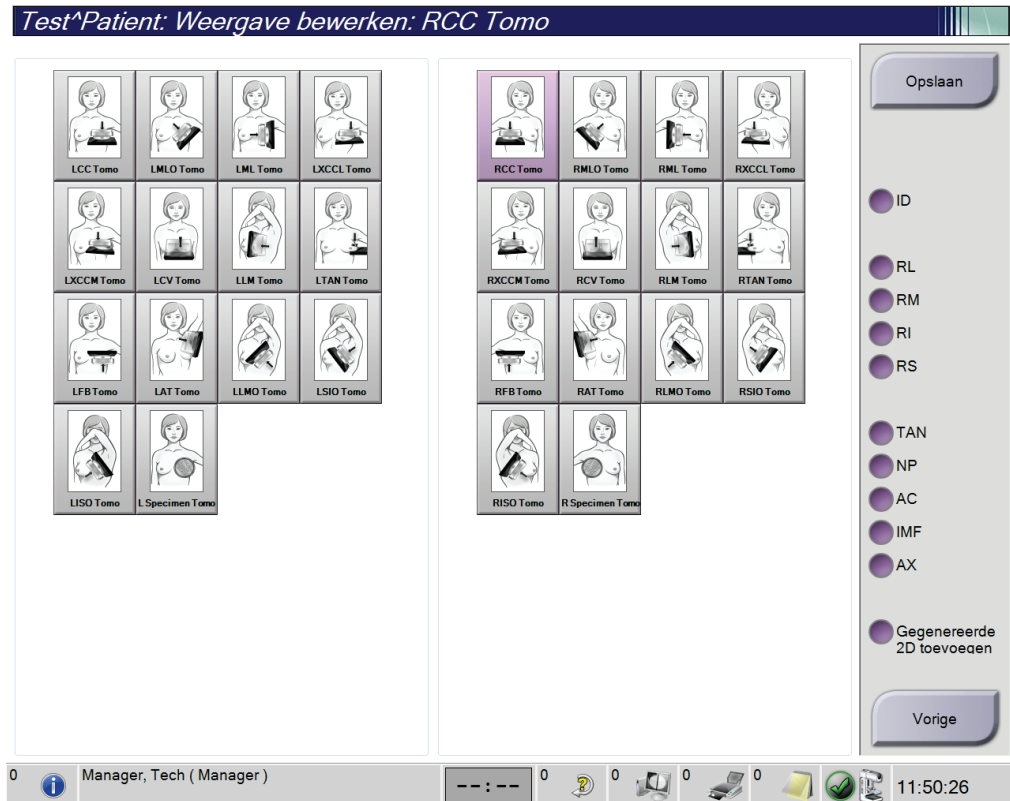 Test^Patient: Weergave bewerken: RCC Tomo
LCC Tomo
LMLO Tomo
LML Tomo
LXCCL Tomo
LXCCM Tomo
LCV Tomo
LLM Tomo
LTAN Tomo
LFB Tomo
LAT Tomo
LLMO Tomo
LSIO Tomo
LISO Tomo
L Specimen Tomo
RCC Tomo
RMLO Tomo
RML Tomo
RXCCL Tomo
RXCCM Tomo
RCV Tomo
RLM Tomo
RTAN Tomo
RFB Tomo
RAT Tomo
RLMO Tomo
RSIO Tomo
RISO Tomo
R Specimen Tomo
Opslaan
ID
RL
RM
RI
RS
TAN
NP
AC
IMF
AX
Gegenereerde
2D toevoegen
Vorige
0
Manager, Tech ( Manager )
--:--
0
0
0
0
11:50:26